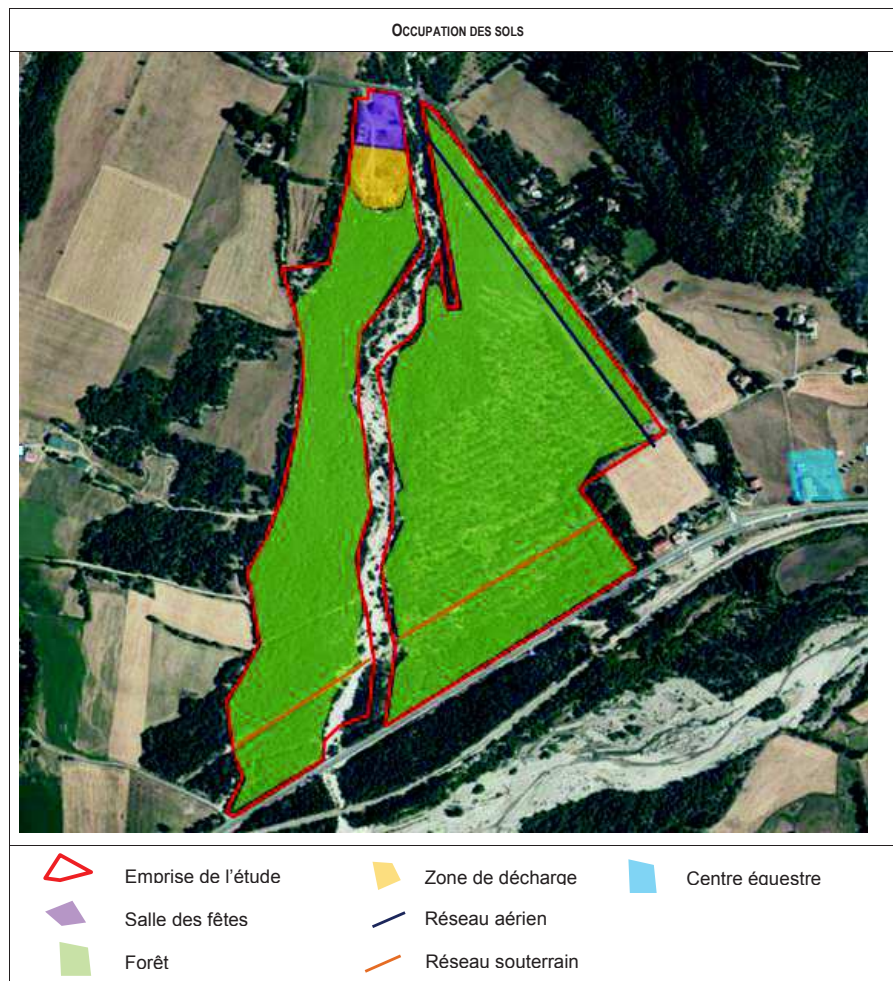 OCCUPATION DES SOLS
Emprise de l'étude
Zone de décharge
Centre équestre
Salle des fêtes
Réseau aérien
Forêt
Réseau souterrain